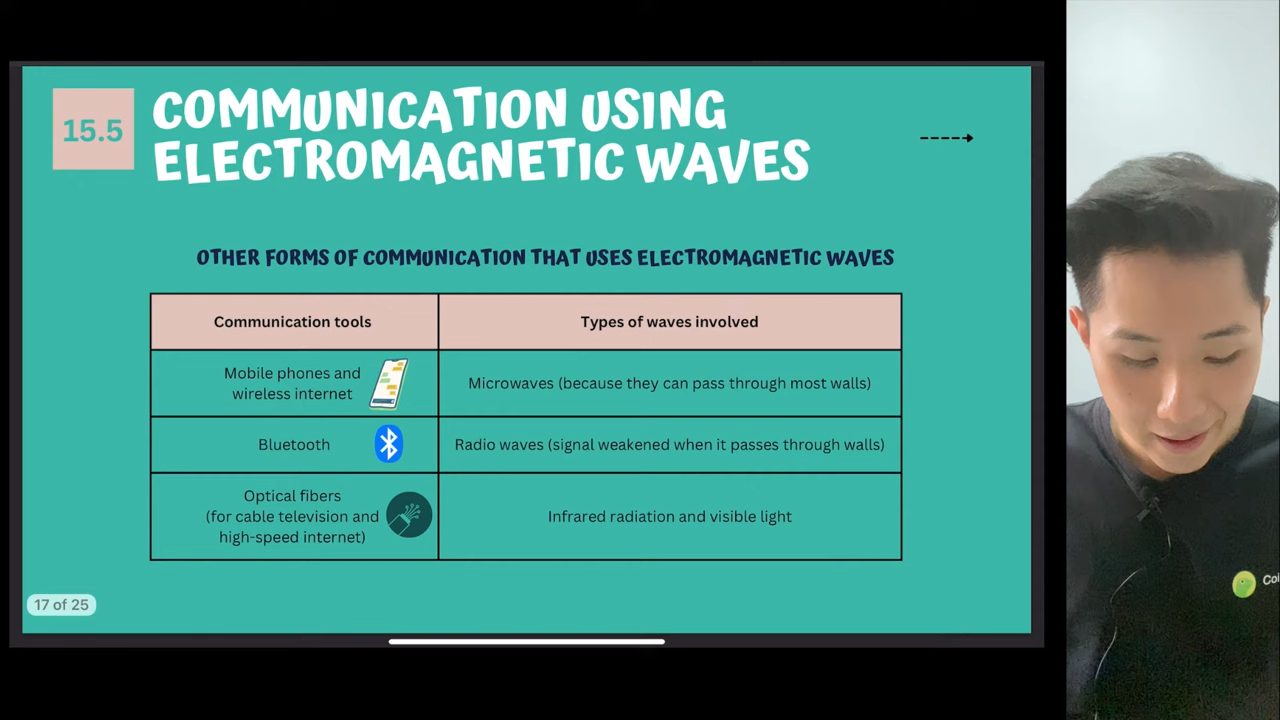 15.5
COMMUNICATION USING
ELECTROMAGNETIC WAVES
OTHER FORMS OF COMMUNICATION THAT USES ELECTROMAGNETIC WAVES
Communication tools
Types of waves involved
Mobile phones and
wireless internet
Microwaves (because they can pass through most walls)
Bluetooth
Radio waves (signal weakened when it passes through walls)
Optical fibers
(for cable television and
high-speed internet)
Infrared radiation and visible light
17 of 25